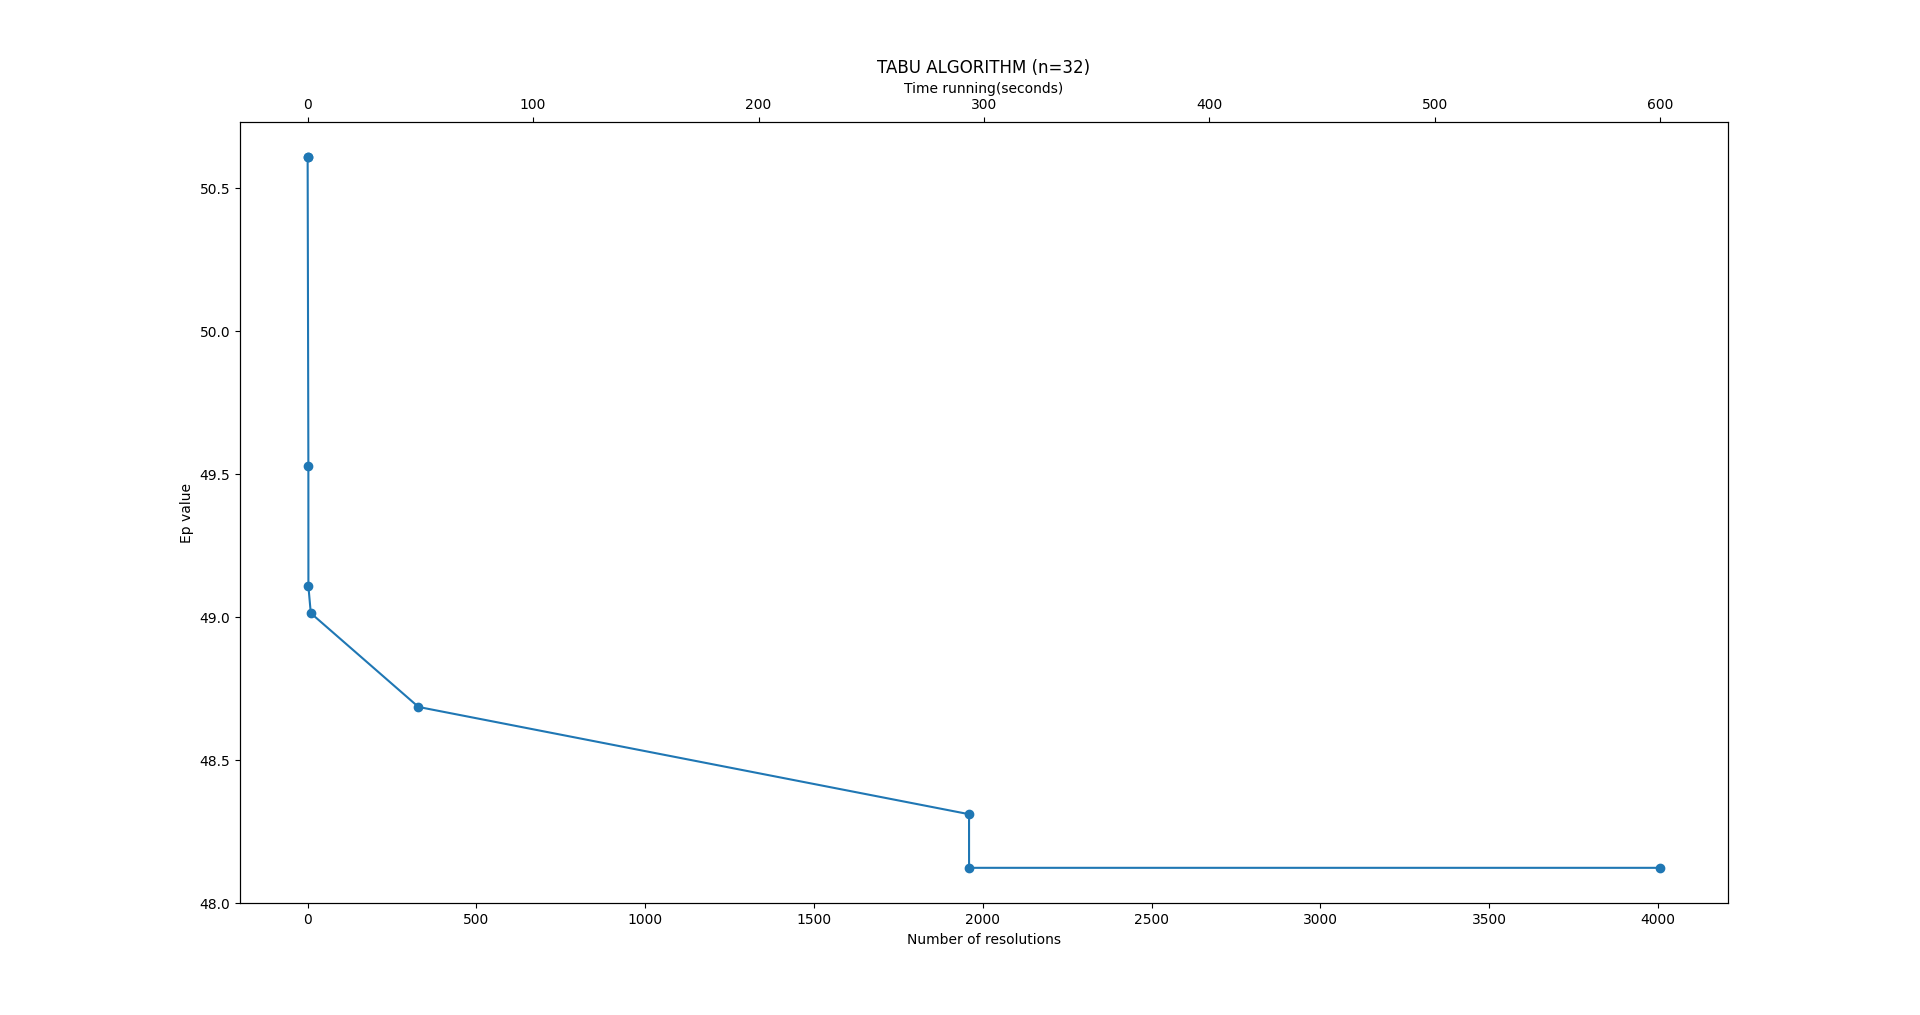 TABU ALGORITHM (n=32)
Time running(seconds)
0 100 200 300 400 500 600
50.5
50.0
49.5
Ep value
49.0
48.5
48.0
0 500 1000 1500 2000 2500 3000 3500 4000
Number of resolutions